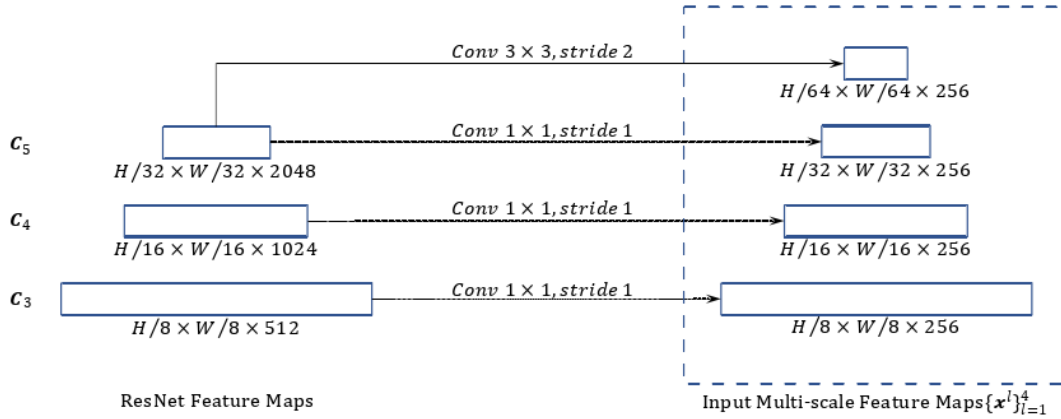 Conv 3 × 3, stride 2
H/64 × W/64 × 256
C₅
Conv 1 × 1, stride 1
H/32 × W/32 × 2048
H/32 × W/32 × 256
C₄
Conv 1 × 1, stride 1
H/16 × W/16 × 1024
H/16 × W/16 × 256
C₃
Conv 1 × 1, stride 1
H/8 × W/8 × 512
H/8 × W/8 × 256
ResNet Feature Maps
Input Multi-scale Feature Maps{xˡ}⁴ₗ₌₁